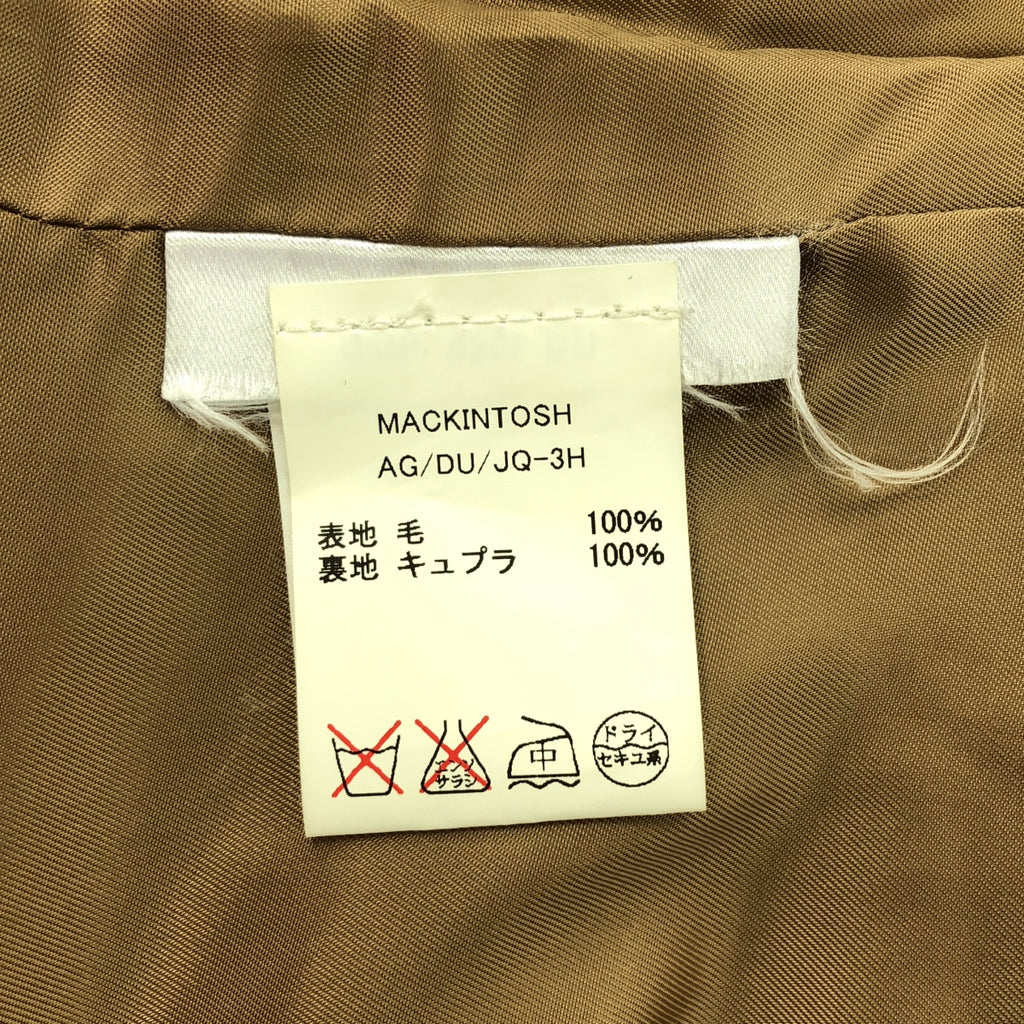 MACKINTOSH
AG/DU/JQ-3H
表地 毛 100%
裏地 キュプラ 100%
エンソ
サラシ
中
ドライ
セキユ系